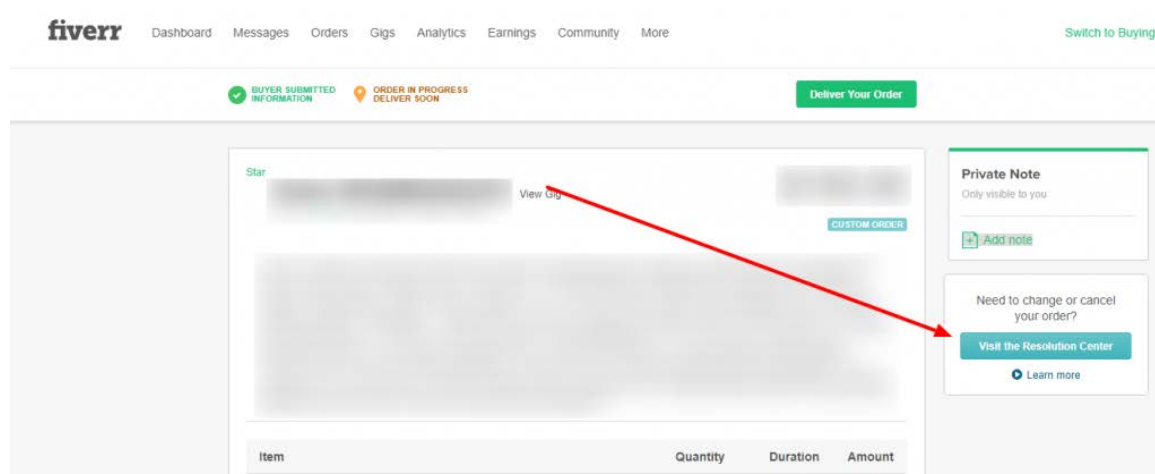 fiverr Dashboard Messages Orders Gigs Analytics Earnings Community More Switch to Buying
BUYER SUBMITTED
INFORMATION
ORDER IN PROGRESS
DELIVER SOON
Deliver Your Order
Star
View Gig
CUSTOM ORDER
Private Note
Only visible to you
Add note
Need to change or cancel
your order?
Visit the Resolution Center
Learn more
Item Quantity Duration Amount